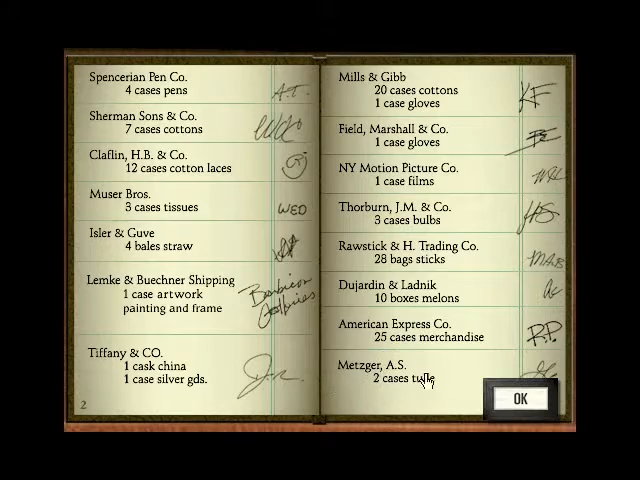 Spencerian Pen Co.
4 cases pens
A.T.
Sherman Sons & Co.
7 cases cottons
Claflin, H.B. & Co.
12 cases cotton laces
Muser Bros.
3 cases tissues
WED
Isler & Guve
4 bales straw
Lemke & Buechner Shipping
1 case artwork
painting and frame
Barbicon
Galleries
Tiffany & CO.
1 cask china
1 case silver gds.
2
Mills & Gibb
20 cases cottons
1 case gloves
KF
Field, Marshall & Co.
1 case gloves
NY Motion Picture Co.
1 case films
Thorburn, J.M. & Co.
3 cases bulbs
Rawstick & H. Trading Co.
28 bags sticks
M.A.B
Dujardin & Ladnik
10 boxes melons
American Express Co.
25 cases merchandise
R.P.
Metzger, A.S.
2 cases
OK